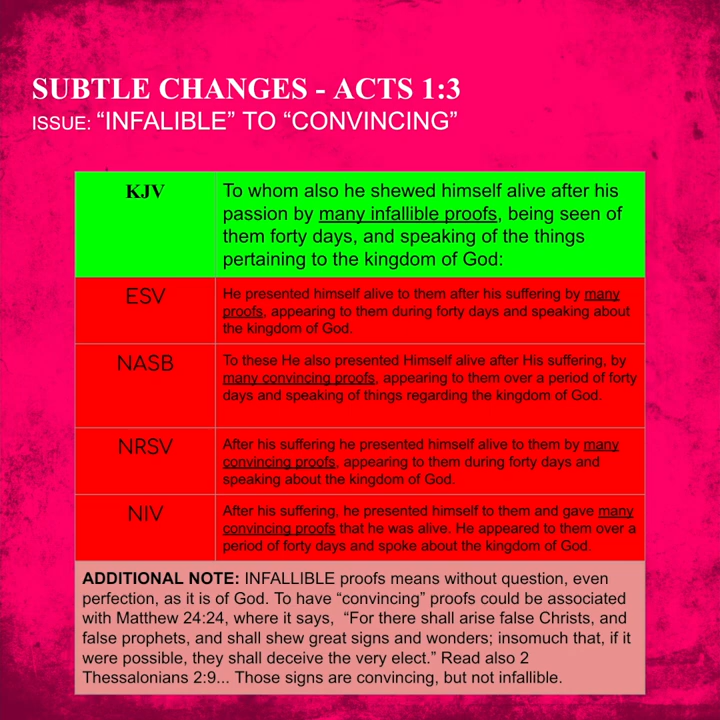 SUBTLE CHANGES - ACTS 1:3
ISSUE: “INFALIBLE” TO “CONVINCING”
KJV
To whom also he shewed himself alive after his
passion by many infallible proofs, being seen of
them forty days, and speaking of the things
pertaining to the kingdom of God:
ESV
He presented himself alive to them after his suffering by many
proofs, appearing to them during forty days and speaking about
the kingdom of God.
NASB
To these He also presented Himself alive after His suffering, by
many convincing proofs, appearing to them over a period of forty
days and speaking of things regarding the kingdom of God.
NRSV
After his suffering he presented himself alive to them by many
convincing proofs, appearing to them during forty days and
speaking about the kingdom of God.
NIV
After his suffering, he presented himself to them and gave many
convincing proofs that he was alive. He appeared to them over a
period of forty days and spoke about the kingdom of God.
ADDITIONAL NOTE: INFALLIBLE proofs means without question, even
perfection, as it is of God. To have “convincing” proofs could be associated
with Matthew 24:24, where it says, “For there shall arise false Christs, and
false prophets, and shall shew great signs and wonders; insomuch that, if it
were possible, they shall deceive the very elect.” Read also 2
Thessalonians 2:9... Those signs are convincing, but not infallible.